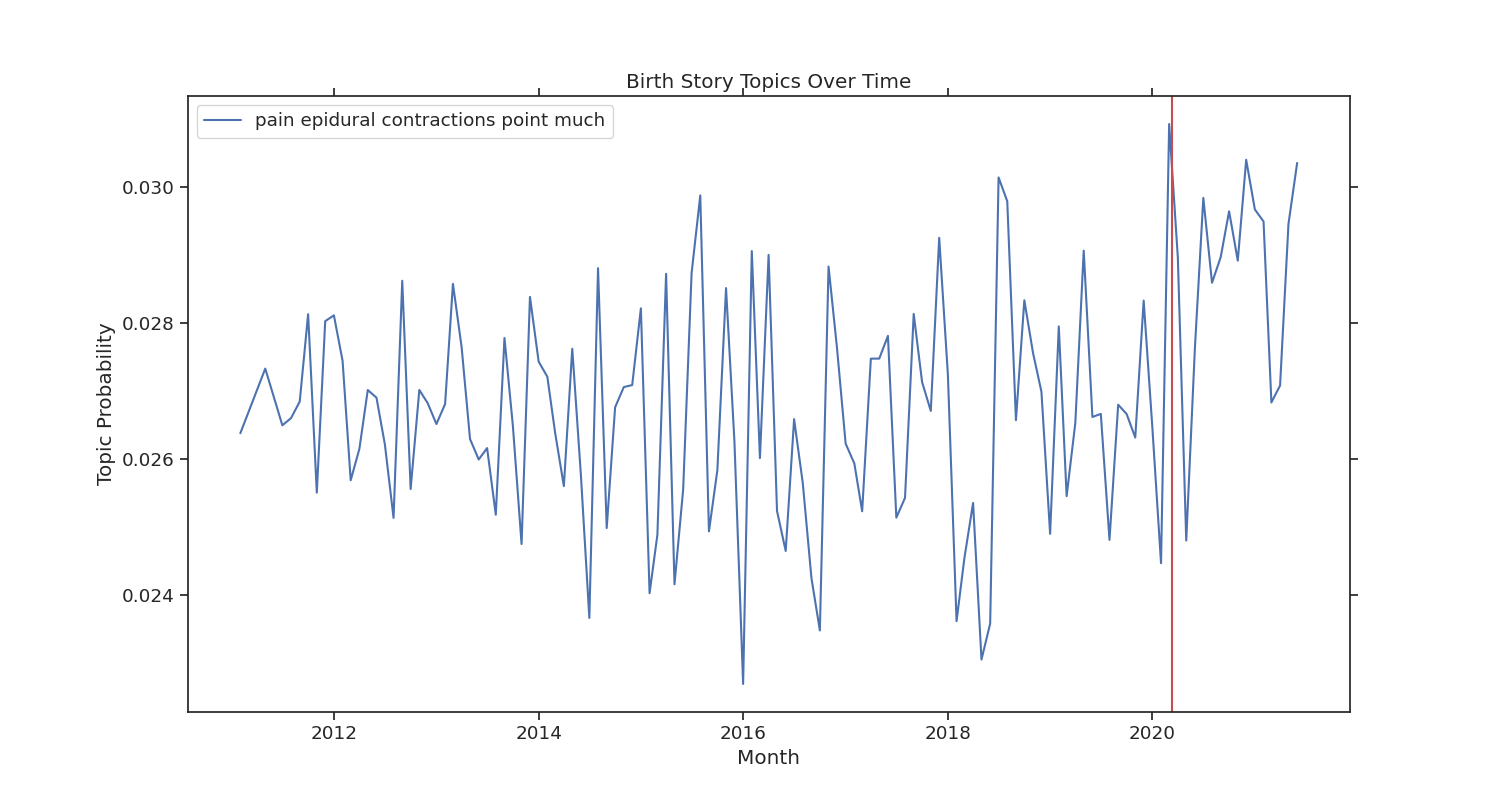 Birth Story Topics Over Time
pain epidural contractions point much
0.030
0.028
0.026
0.024
Topic Probability
2012 2014 2016 2018 2020
Month